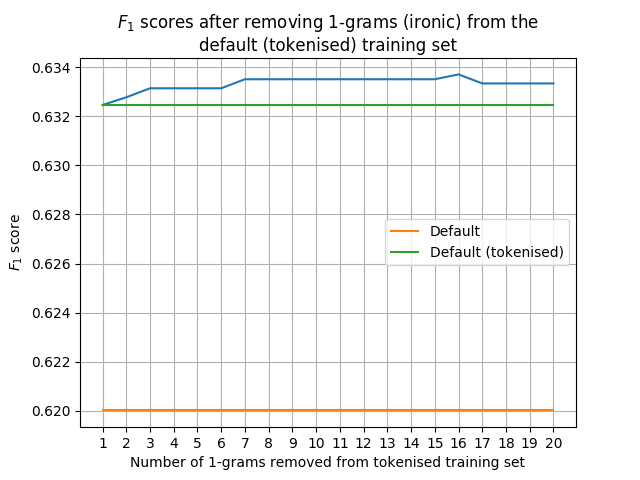 F1 scores after removing 1-grams (ironic) from the
default (tokenised) training set
0.634
0.632
0.630
0.628
0.626
0.624
0.622
0.620
F1 score
Default
Default (tokenised)
1 2 3 4 5 6 7 8 9 10 11 12 13 14 15 16 17 18 19 20
Number of 1-grams removed from tokenised training set